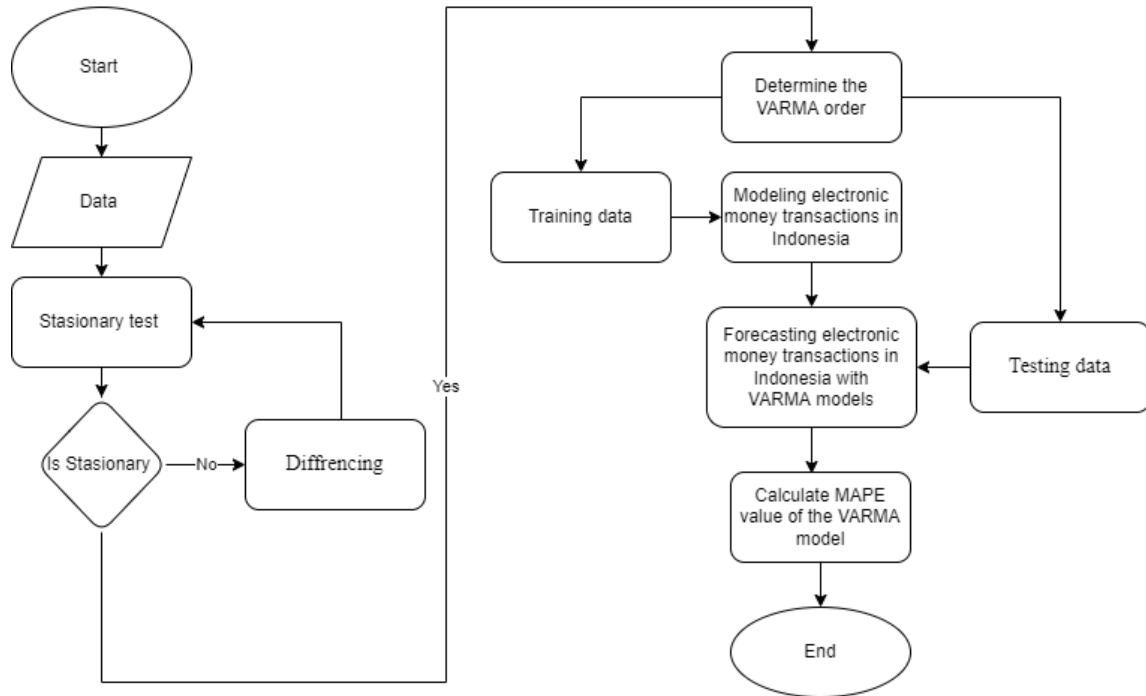 Start
Data
Stasionary test
Is Stasionary
No
Diffrencing
Yes
Determine the
VARMA order
Training data
Modeling electronic
money transactions in
Indonesia
Forecasting electronic
money transactions in
Indonesia with
VARMA models
Testing data
Calculate MAPE
value of the VARMA
model
End